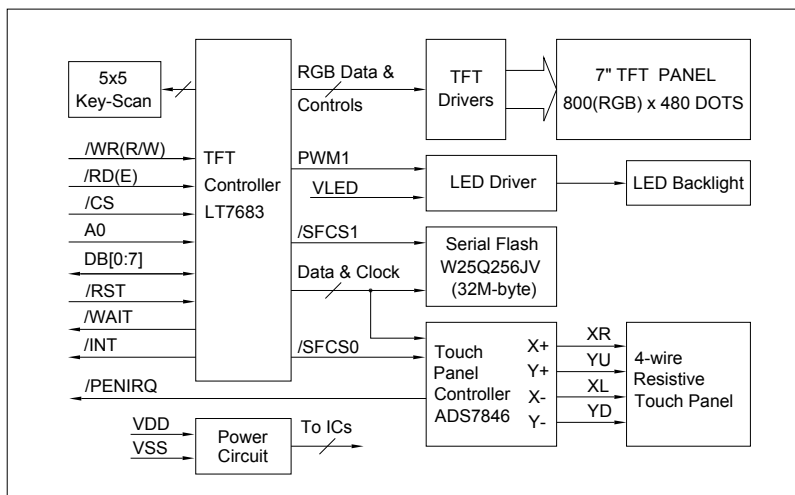 5x5
Key-Scan
/WR(R/W)
/RD(E)
/CS
A0
DB[0:7]
/RST
/WAIT
/INT
/PENIRQ
TFT
Controller
LT7683
RGB Data &
Controls
PWM1
VLED
/SFCS1
Data & Clock
/SFCS0
TFT
Drivers
7" TFT PANEL
800(RGB) x 480 DOTS
LED Driver
LED Backlight
Serial Flash
W25Q256JV
(32M-byte)
Touch
Panel
Controller
ADS7846
X+
Y+
X-
Y-
XR
YU
XL
YD
4-wire
Resistive
Touch Panel
VDD
VSS
Power
Circuit
To ICs